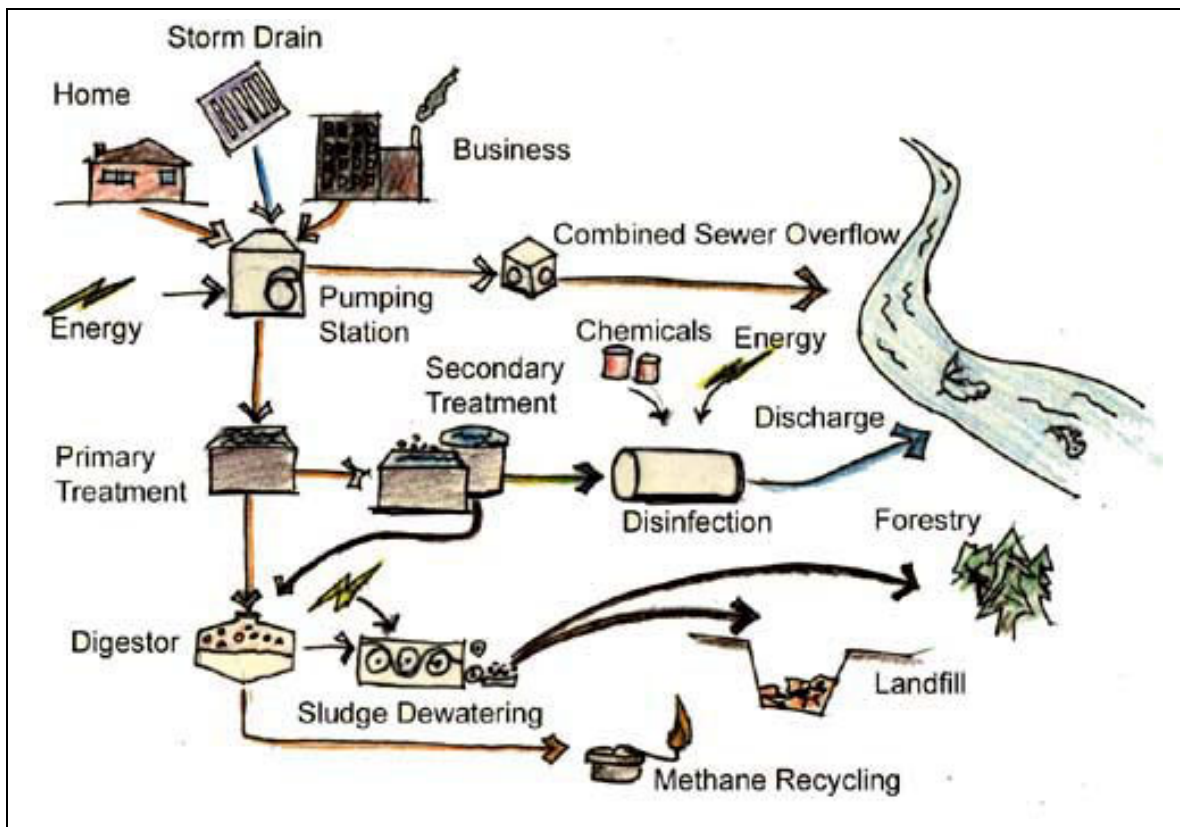 Storm Drain
Home
Business
Combined Sewer Overflow
Energy
Pumping
Station
Chemicals
Energy
Secondary
Treatment
Discharge
Primary
Treatment
Disinfection
Forestry
Digestor
Landfill
Sludge Dewatering
Methane Recycling